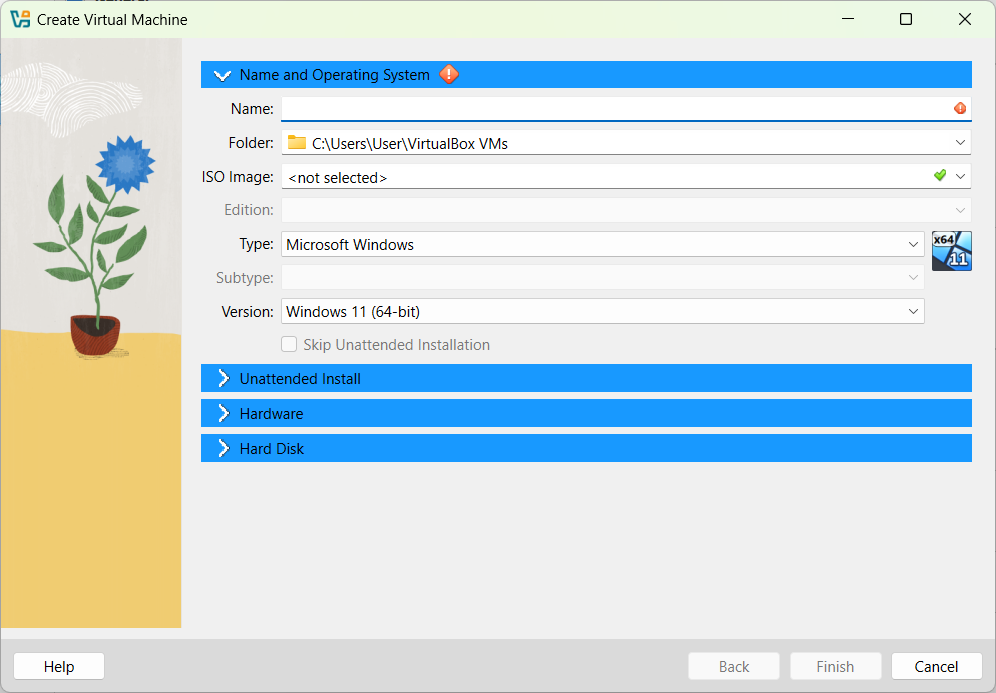 Create Virtual Machine
Name and Operating System
Name:
Folder: C:\Users\User\VirtualBox VMs
ISO Image: <not selected>
Edition:
Type: Microsoft Windows
x64
11
Subtype:
Version: Windows 11 (64-bit)
Skip Unattended Installation
Unattended Install
Hardware
Hard Disk
Help Back Finish Cancel